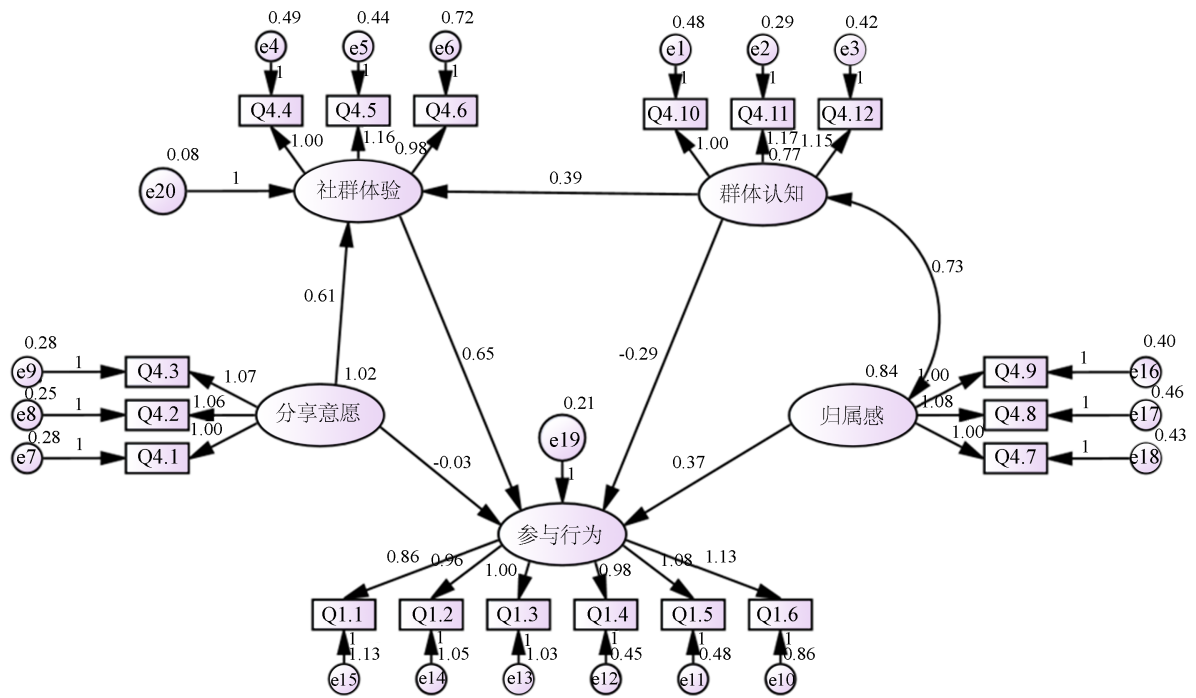 0.49 0.44 0.72 0.48 0.29 0.42
e4 e5 e6 e1 e2 e3
1 1 1 1 1 1
Q4.4 Q4.5 Q4.6 Q4.10 Q4.11 Q4.12
1.00 1.16 0.98 1.00 1.17 1.15
0.08 0.77
e20 1 社群体验 0.39 群体认知
0.73
0.61
0.65 -0.29
0.28 1.02 0.84 0.40
e9 1 Q4.3 1.07 1.00 Q4.9 1 e16
0.25 0.46
e8 1 Q4.2 1.06 分享意愿 归属感 1.08 Q4.8 1 e17
0.28 0.21 0.43
e7 1 Q4.1 1.00 e19 1.00 Q4.7 1 e18
-0.03 1 0.37
参与行为
0.86 0.96 1.00 0.98 1.08 1.13
Q1.1 Q1.2 Q1.3 Q1.4 Q1.5 Q1.6
1 1 1 1 1 1
1.13 1.05 1.03 0.45 0.48 0.86
e15 e14 e13 e12 e11 e10